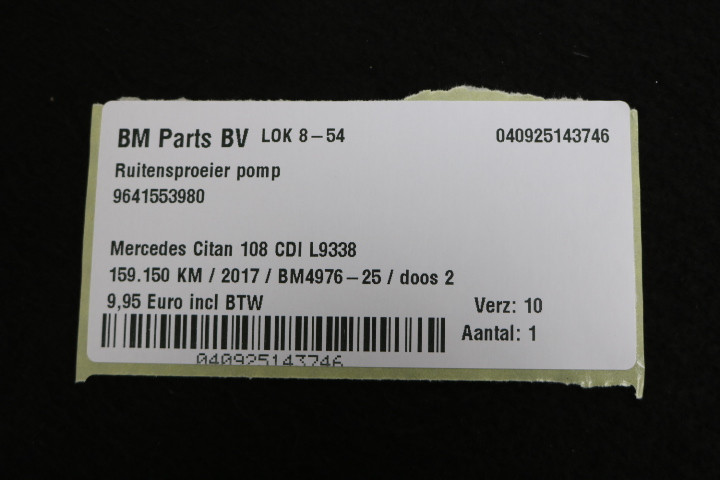 BM Parts BV LOK 8-54 040925143746
Ruitensproeier pomp
9641553980
Mercedes Citan 108 CDI L9338
159.150 KM / 2017 / BM4976-25 / doos 2
9,95 Euro incl BTW
Verz: 10
Aantal: 1
040925143746